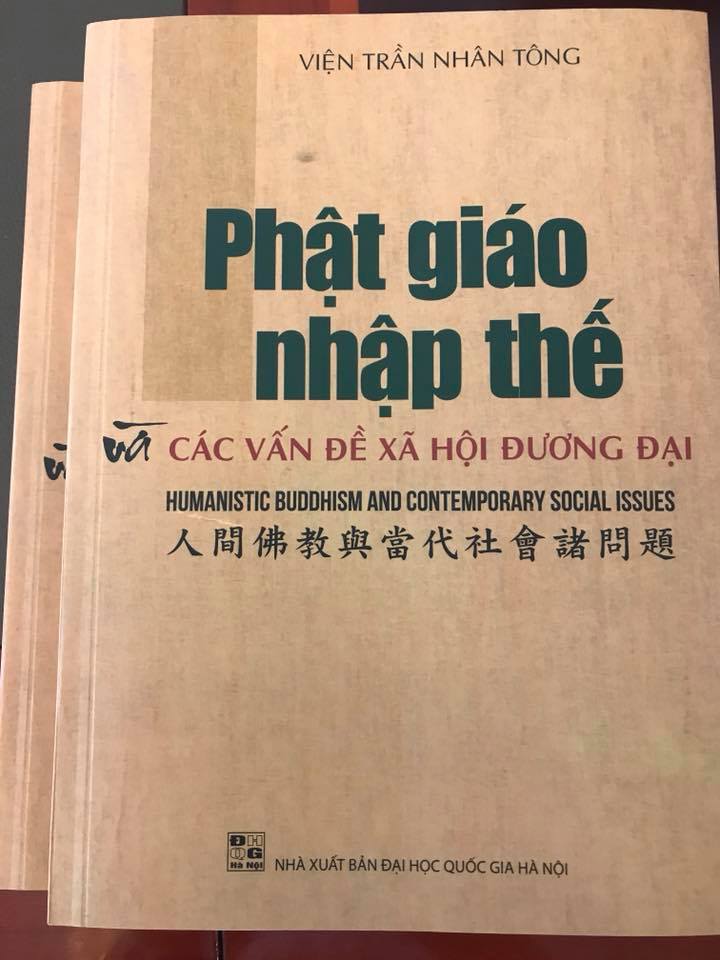 VIỆN TRẦN NHÂN TÔNG
Phật giáo
nhập thế
và CÁC VẤN ĐỀ XÃ HỘI ĐƯƠNG ĐẠI
HUMANISTIC BUDDHISM AND CONTEMPORARY SOCIAL ISSUES
人間佛教與當代社會諸問題
ĐH
QG
Hà Nội
NHÀ XUẤT BẢN ĐẠI HỌC QUỐC GIA HÀ NỘI